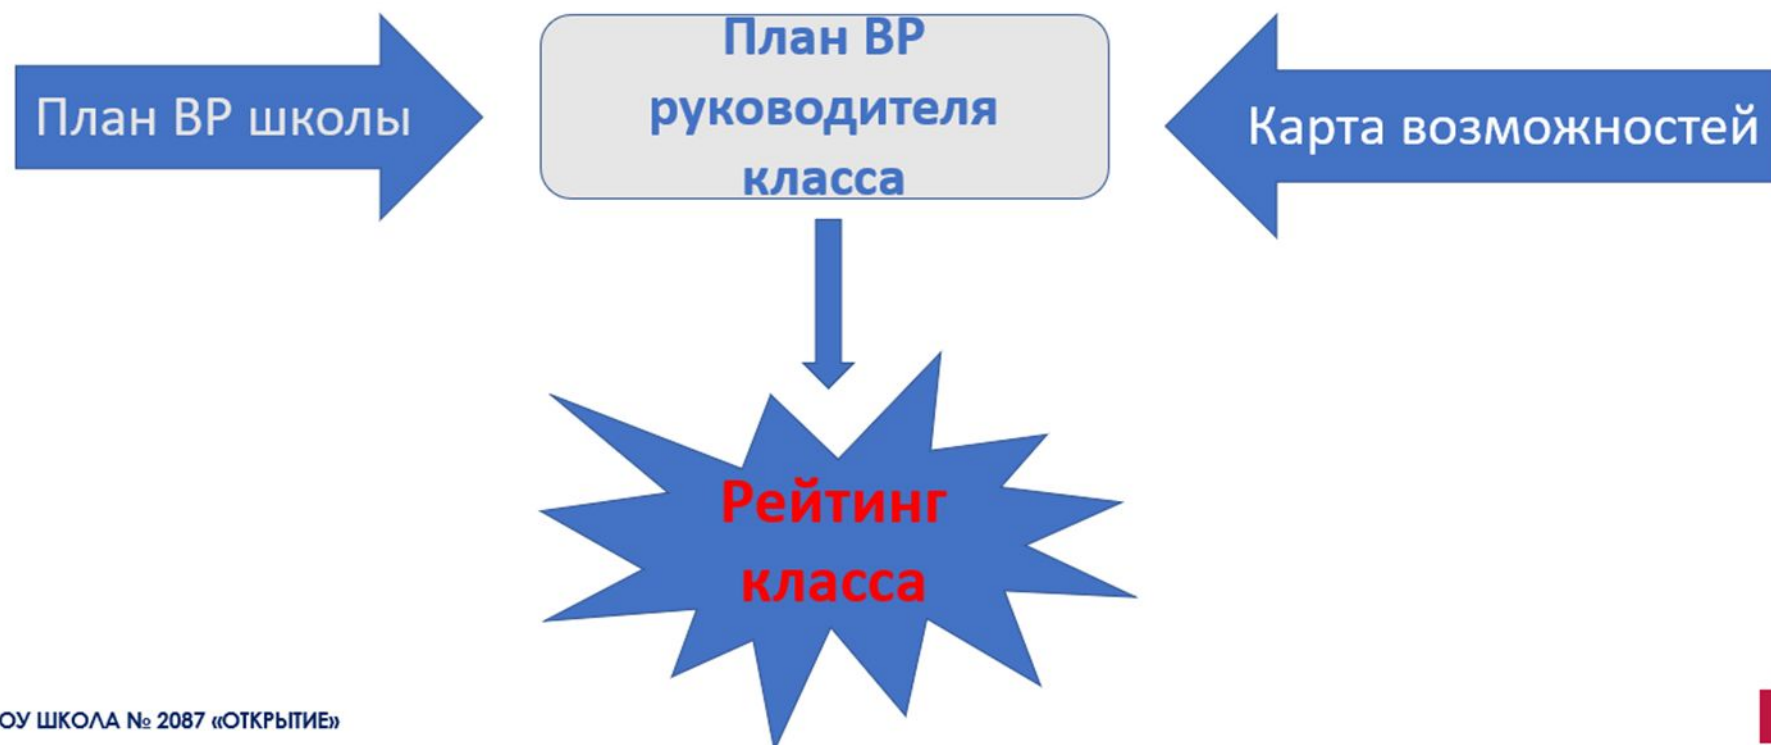 План ВР школы
План ВР
руководителя
класса
Карта возможностей
Рейтинг
класса
ОУ ШКОЛА № 2087 «ОТКРЫТИЕ»